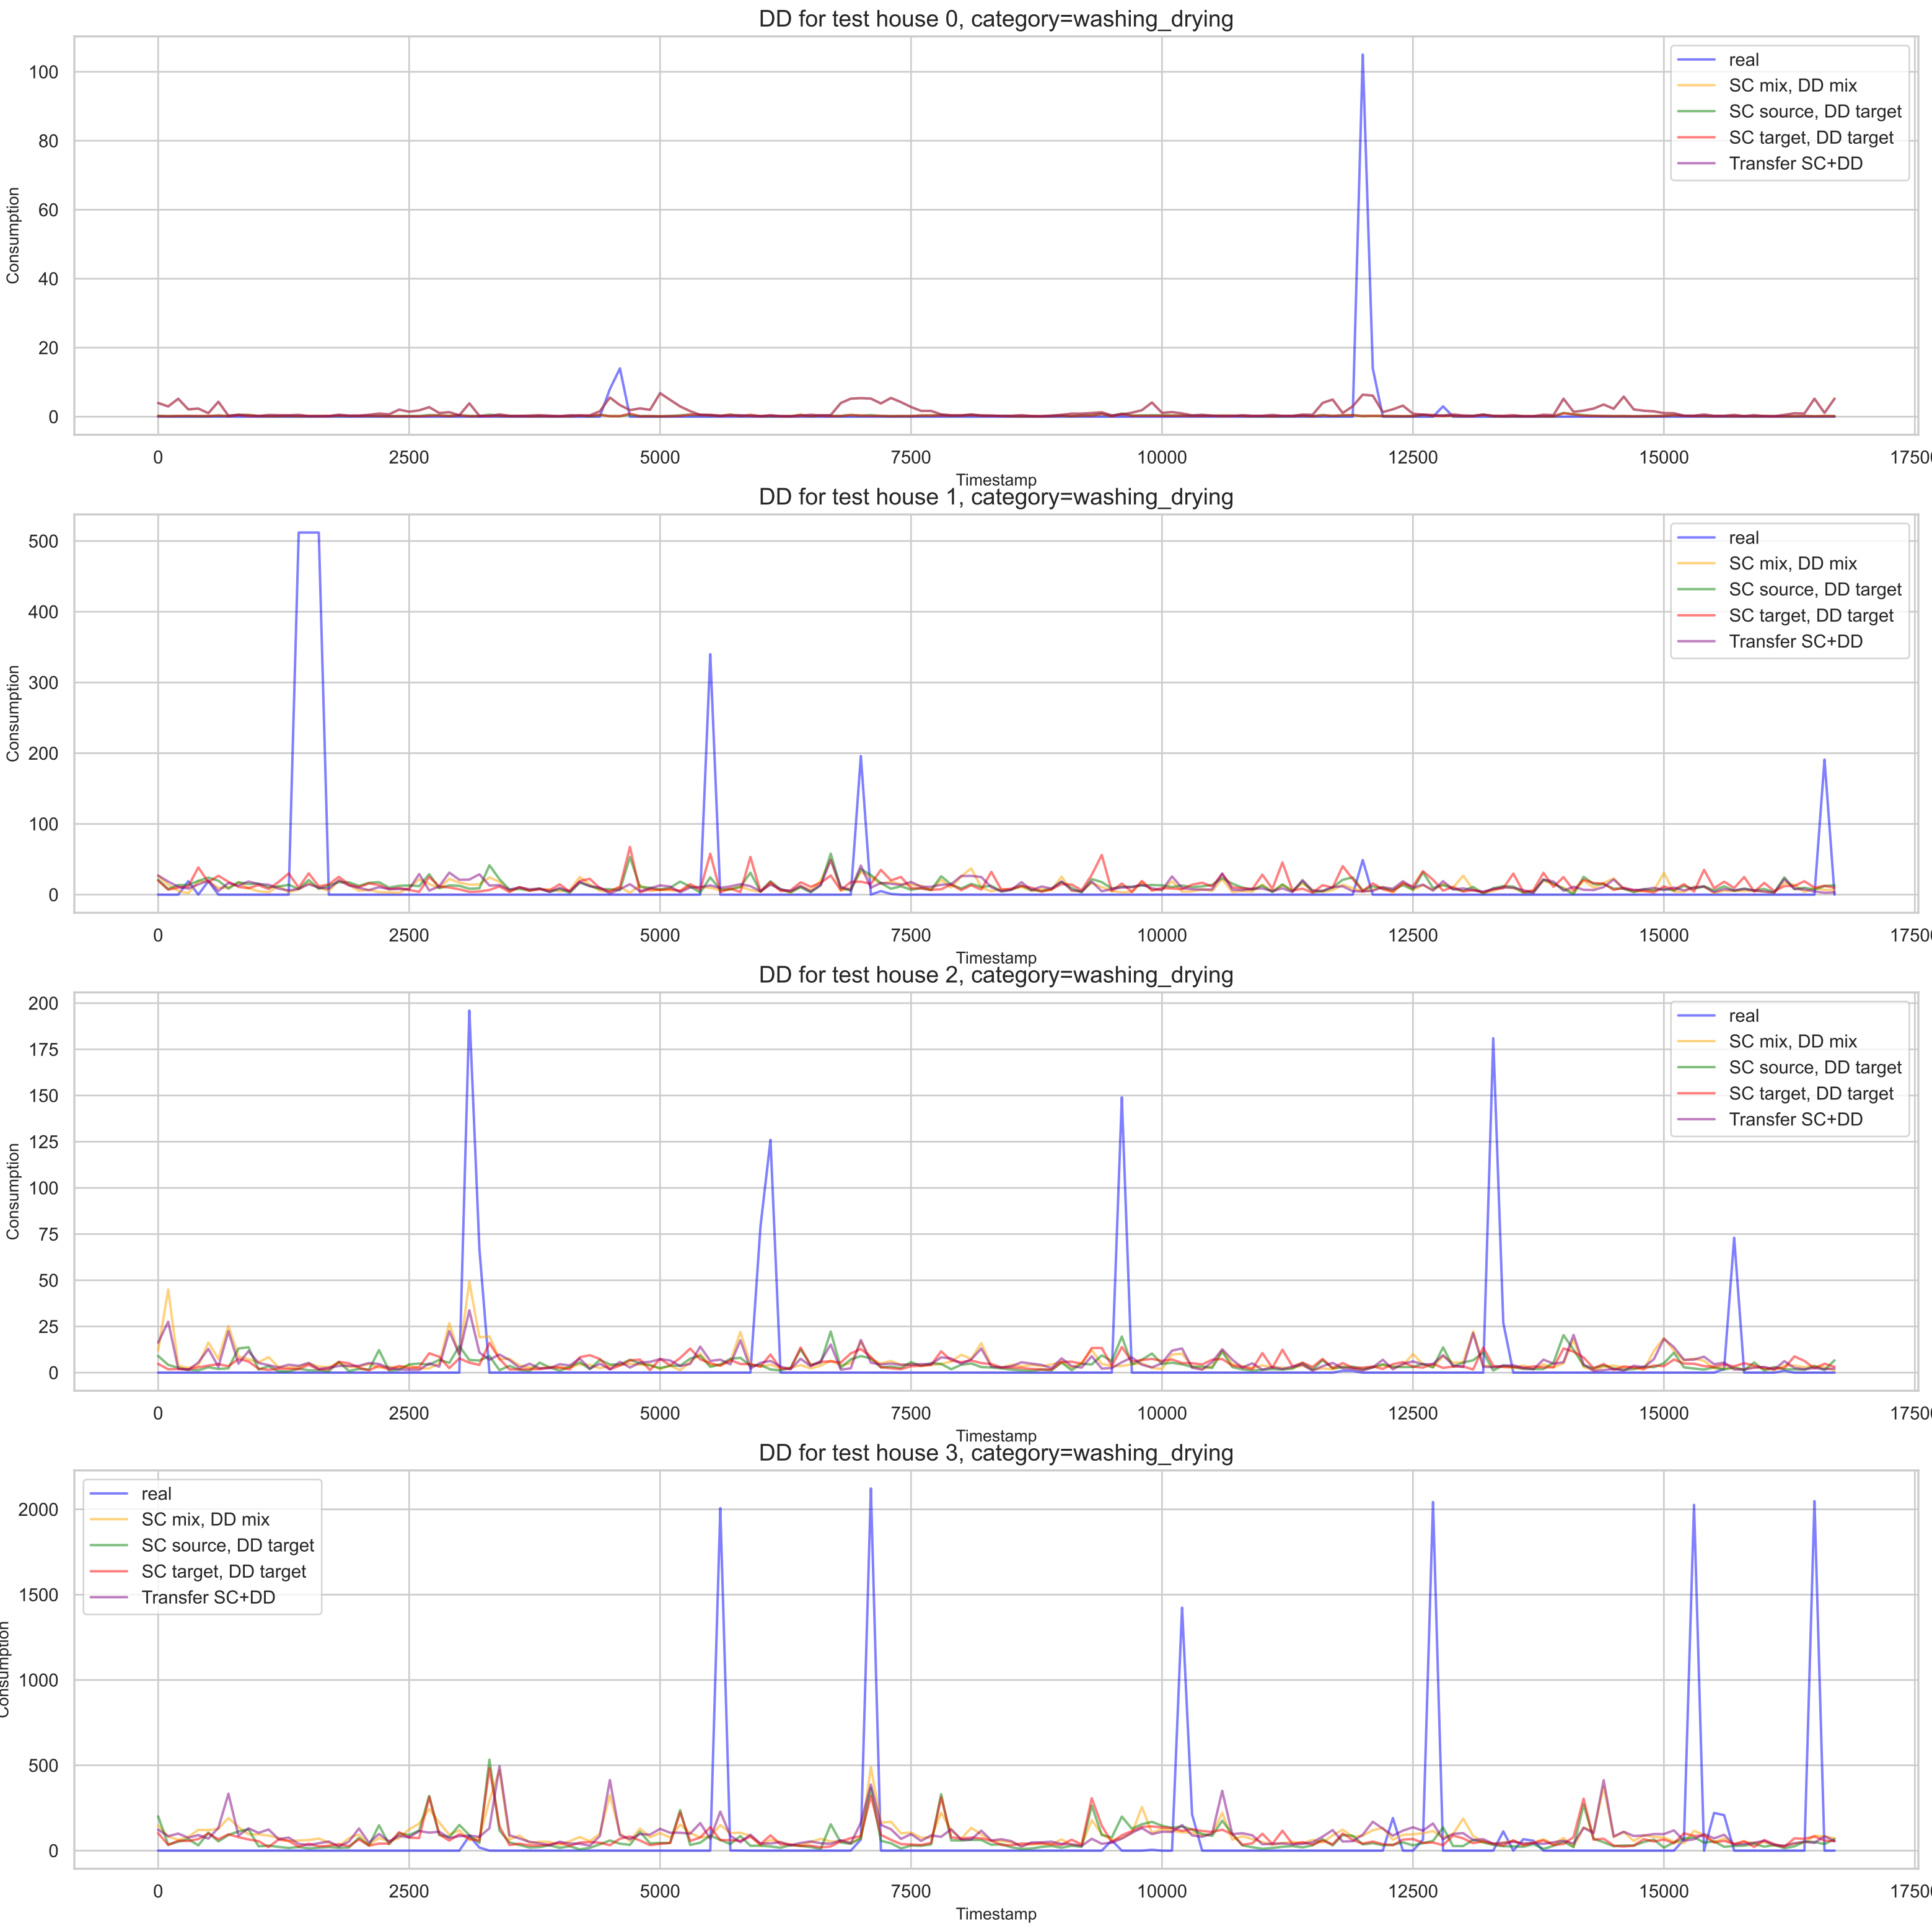 DD for test house 0, category=washing_drying
100
80
60
40
20
0
Consumption
real
SC mix, DD mix
SC source, DD target
SC target, DD target
Transfer SC+DD
0 2500 5000 7500 10000 12500 15000 1750
Timestamp
DD for test house 1, category=washing_drying
500
400
300
200
100
0
Consumption
real
SC mix, DD mix
SC source, DD target
SC target, DD target
Transfer SC+DD
0 2500 5000 7500 10000 12500 15000 1750
Timestamp
DD for test house 2, category=washing_drying
200
175
150
125
100
75
50
25
0
Consumption
real
SC mix, DD mix
SC source, DD target
SC target, DD target
Transfer SC+DD
0 2500 5000 7500 10000 12500 15000 1750
Timestamp
DD for test house 3, category=washing_drying
2000
1500
1000
500
0
Consumption
real
SC mix, DD mix
SC source, DD target
SC target, DD target
Transfer SC+DD
0 2500 5000 7500 10000 12500 15000 1750
Timestamp